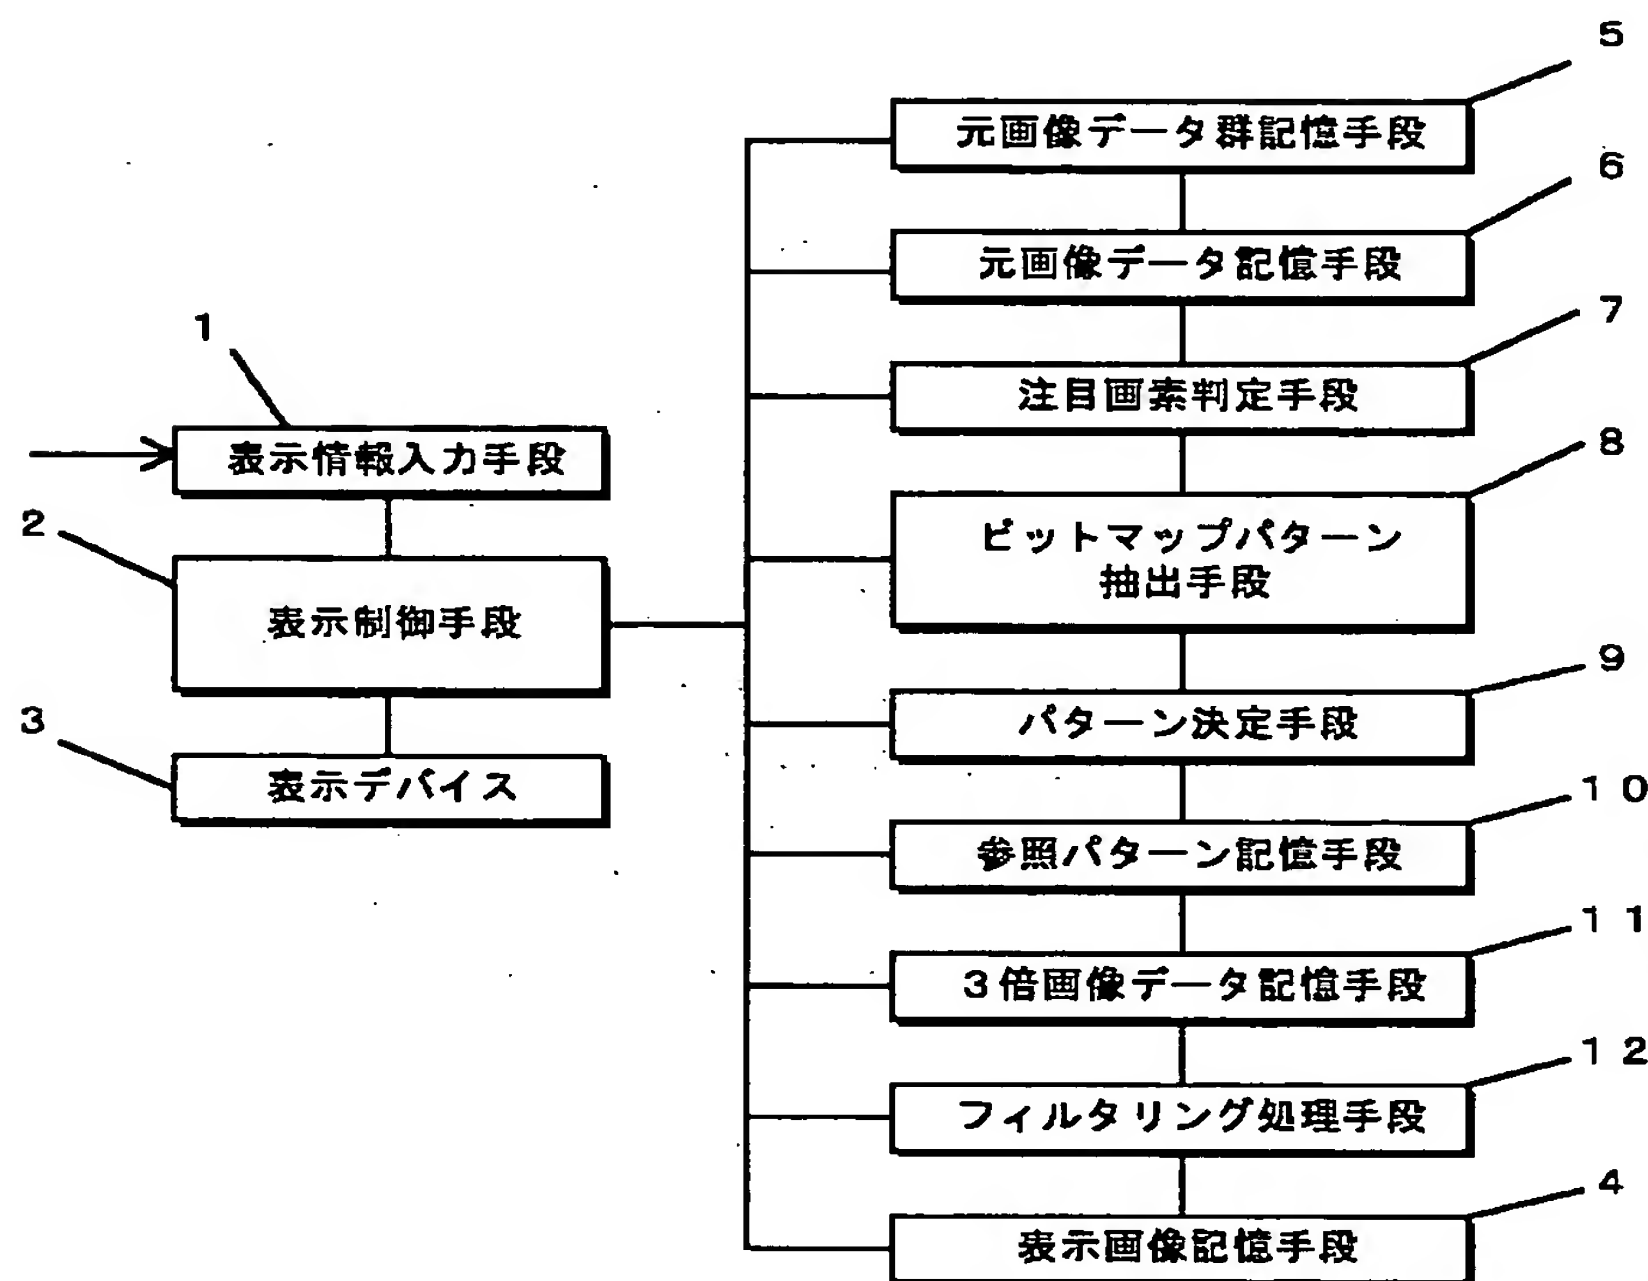 1
表示情報入力手段
2
表示制御手段
3
表示デバイス
5
元画像データ群記憶手段
6
元画像データ記憶手段
7
注目画素判定手段
8
ビットマップパターン
抽出手段
9
パターン決定手段
10
参照パターン記憶手段
11
3倍画像データ記憶手段
12
フィルタリング処理手段
4
表示画像記憶手段